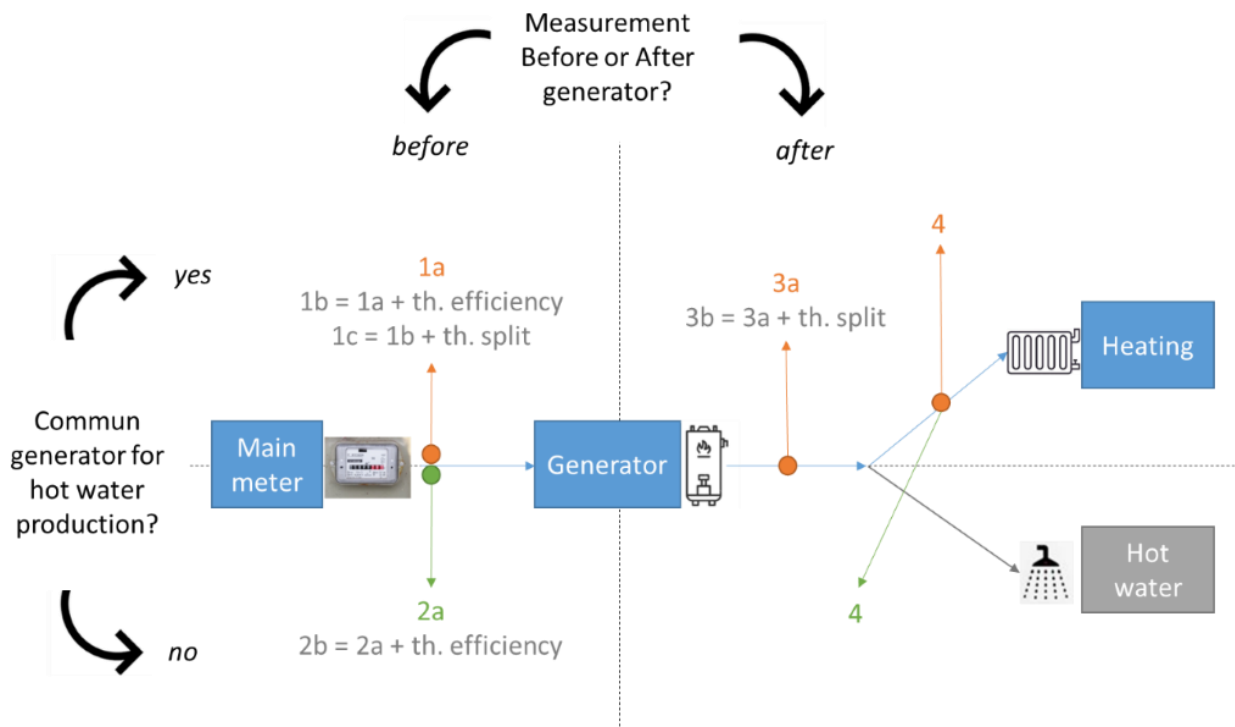 Measurement
Before or After
generator?
before
after
4
yes
1a
1b = 1a + th. efficiency
1c = 1b + th. split
3a
3b = 3a + th. split
Heating
Commun
generator for
hot water
production?
Main
meter
Generator
Hot
water
2a
2b = 2a + th. efficiency
4
no